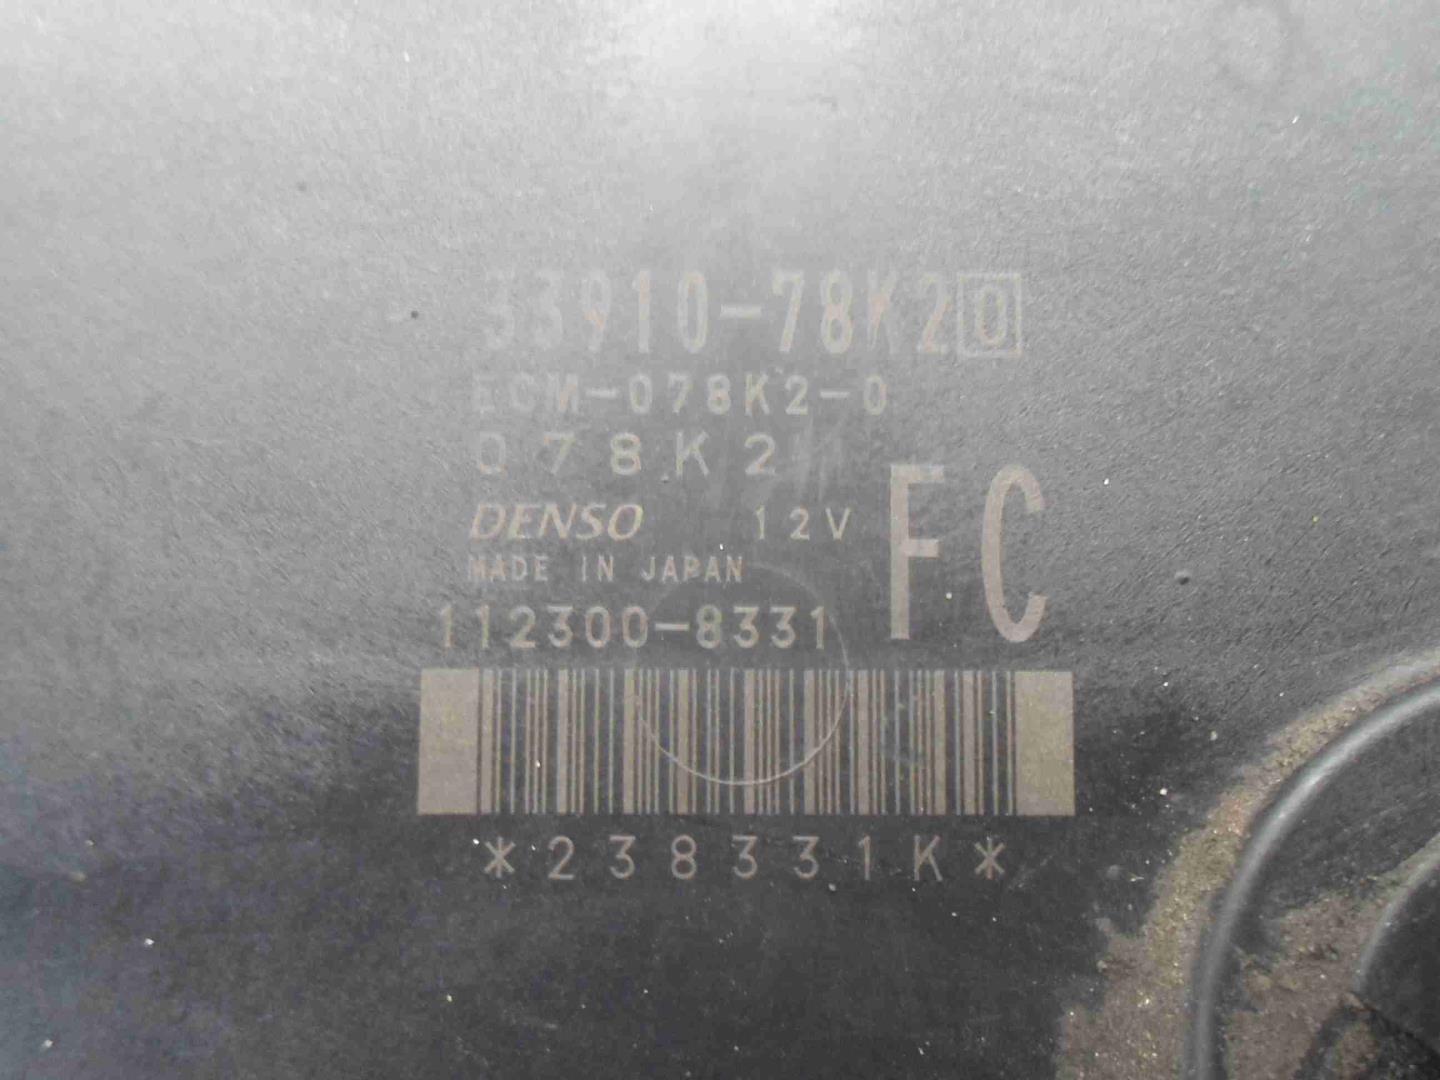 33910-78K20
ECM-078K2-0
078K2
DENSO 12V
FC
MADE IN JAPAN
112300-8331
*238331K*